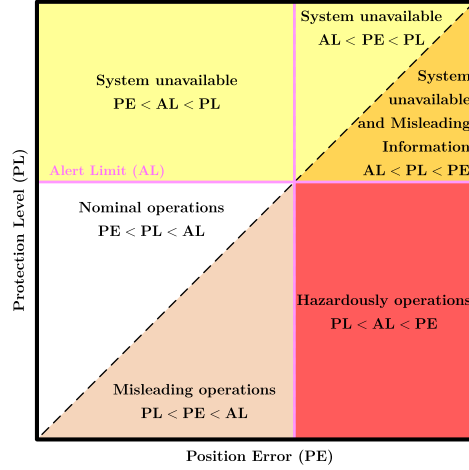 System unavailable
AL < PE < PL
System unavailable
PE < AL < PL
System
unavailable
and Misleading
Information
AL < PL < PE
Alert Limit (AL)
Nominal operations
PE < PL < AL
Hazardously operations
PL < AL < PE
Misleading operations
PL < PE < AL
Protection Level (PL)
Position Error (PE)